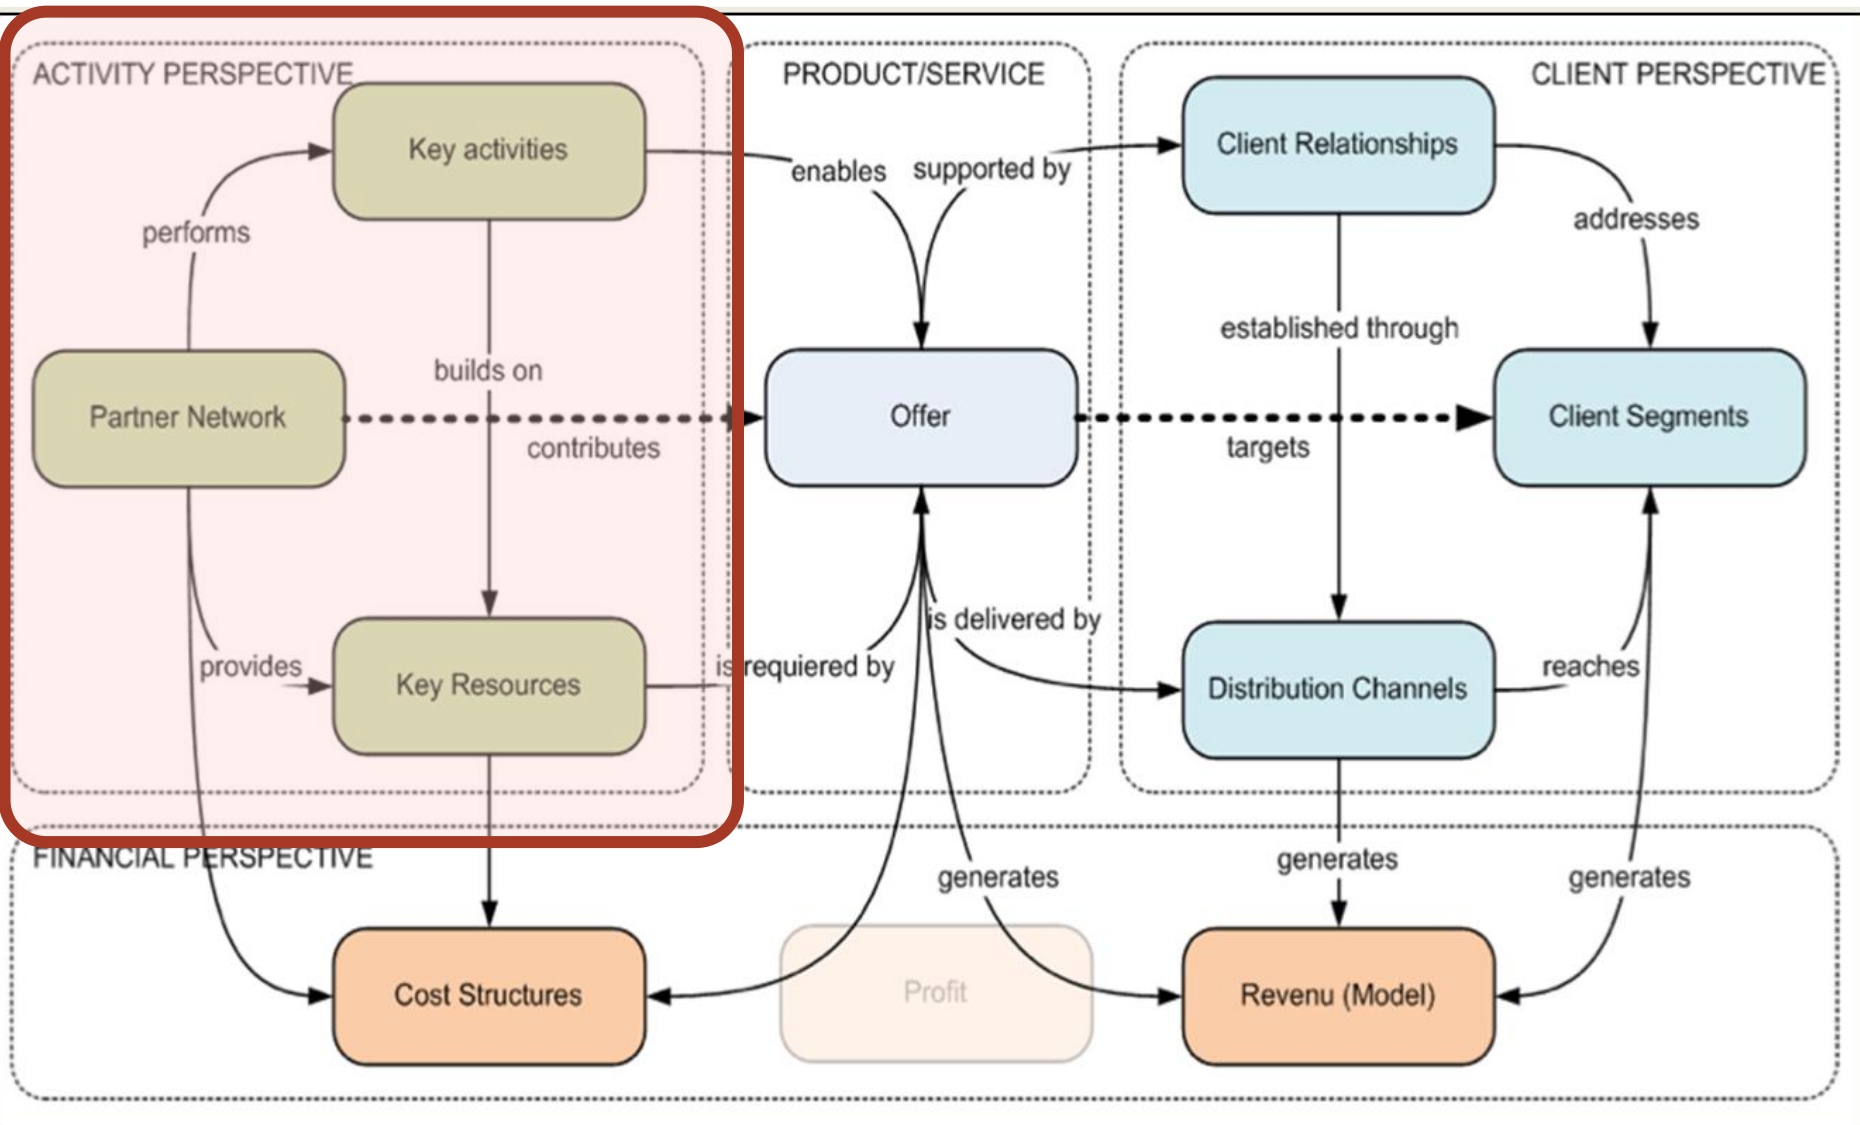 ACTIVITY PERSPECTIVE
PRODUCT/SERVICE
CLIENT PERSPECTIVE
Key activities
Client Relationships
enables
supported by
performs
addresses
established through
builds on
Partner Network
Offer
Client Segments
contributes
targets
is delivered by
provides
is requiered by
reaches
Key Resources
Distribution Channels
FINANCIAL PERSPECTIVE
generates
generates
generates
Cost Structures
Profit
Revenu (Model)